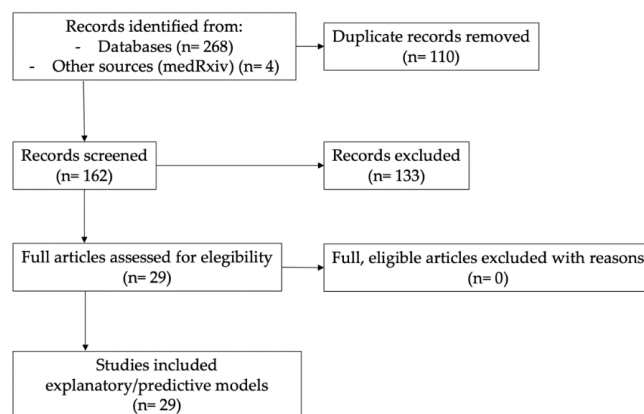 Records identified from:
- Databases (n= 268)
- Other sources (medRxiv) (n= 4)
Duplicate records removed
(n= 110)
Records screened
(n= 162)
Records excluded
(n= 133)
Full articles assessed for elegibility
(n= 29)
Full, eligible articles excluded with reasons
(n= 0)
Studies included
explanatory/predictive models
(n= 29)